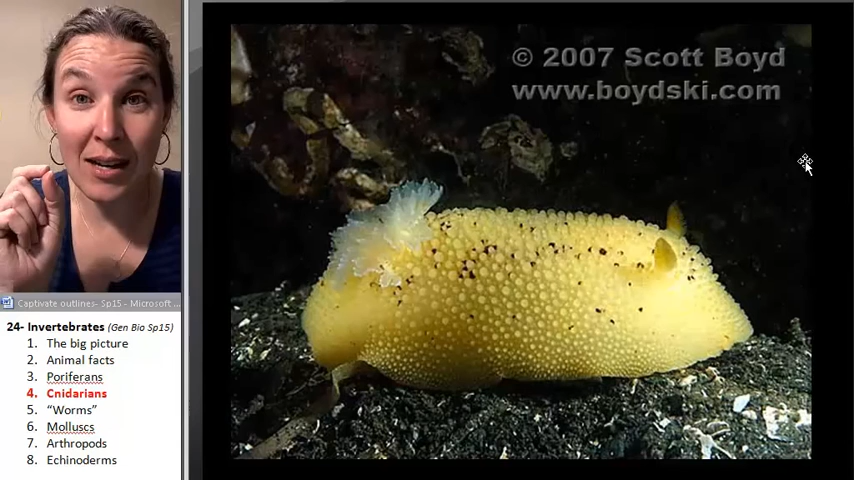 © 2007 Scott Boyd
www.boydski.com
Captivate outlines- Sp15 - Microsoft ...
24- Invertebrates (Gen Bio Sp15)
1. The big picture
2. Animal facts
3. Poriferans
4. Cnidarians
5. “Worms”
6. Molluscs
7. Arthropods
8. Echinoderms